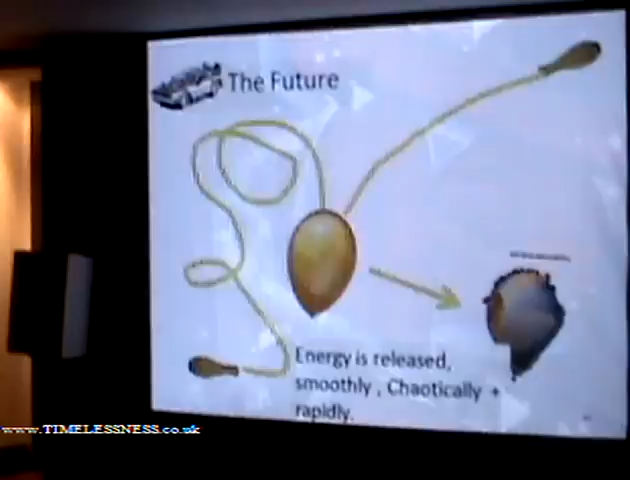 The Future
Energy is released,
smoothly , Chaotically +
rapidly.
www.TIMELESSNESS.co.uk